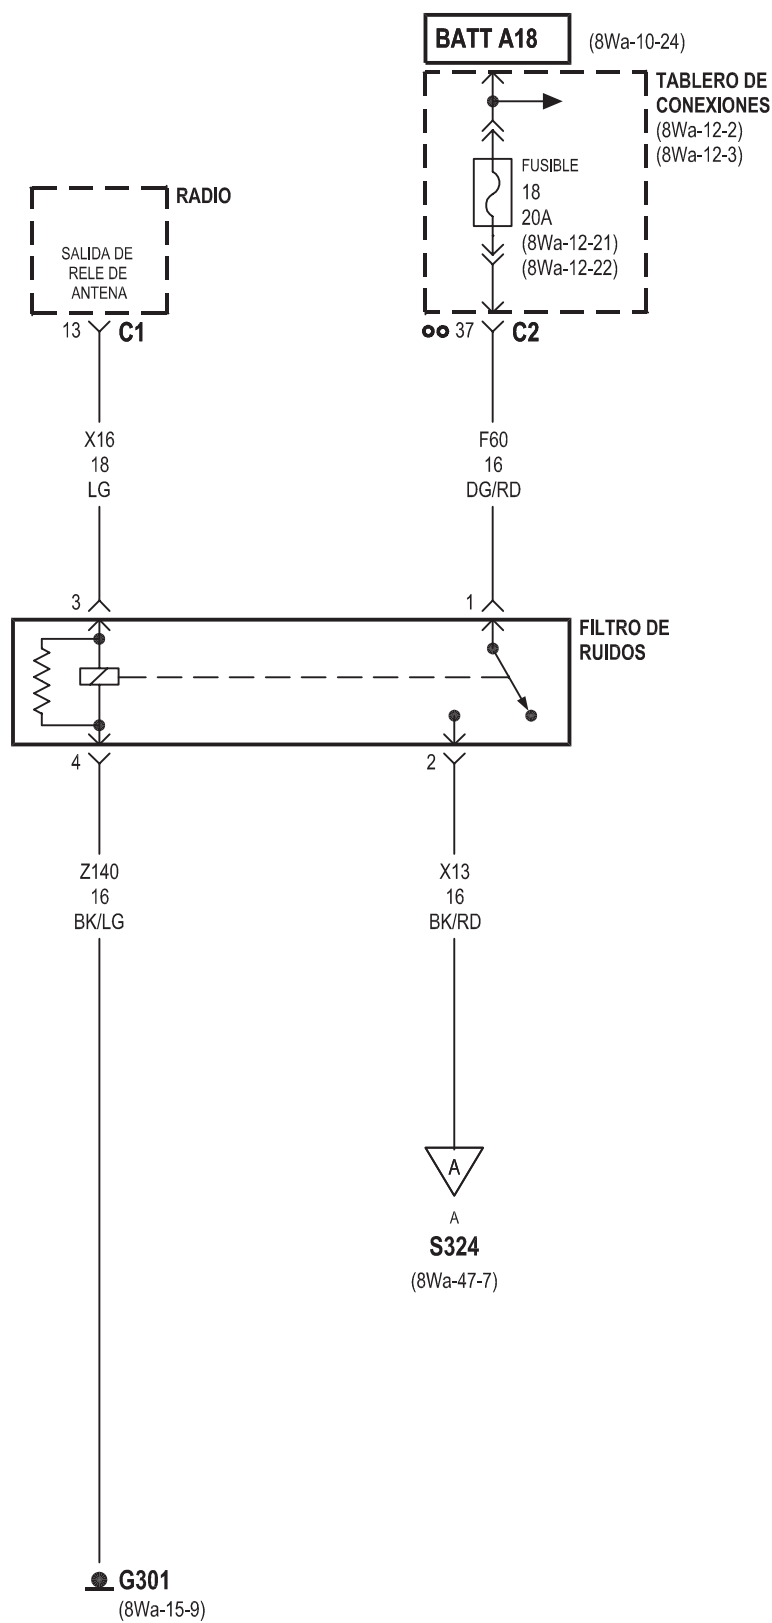 BATT A18
(8Wa-10-24)
TABLERO DE
CONEXIONES
(8Wa-12-2)
(8Wa-12-3)
FUSIBLE
18
20A
(8Wa-12-21)
(8Wa-12-22)
RADIO
SALIDA DE
RELE DE
ANTENA
13
C1
37
C2
X16
18
LG
F60
16
DG/RD
3
1
FILTRO DE
RUIDOS
4
2
Z140
16
BK/LG
X13
16
BK/RD
A
A
S324
(8Wa-47-7)
G301
(8Wa-15-9)